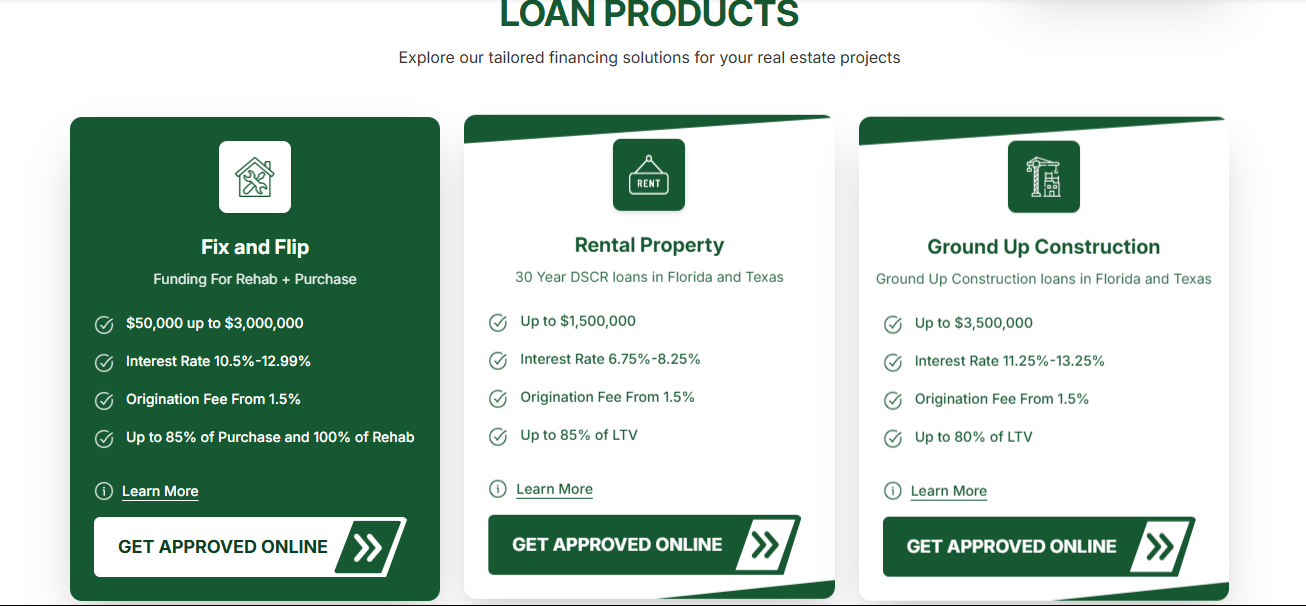 LOAN PRODUCTS
Explore our tailored financing solutions for your real estate projects
Fix and Flip
Funding For Rehab + Purchase
$50,000 up to $3,000,000
Interest Rate 10.5%-12.99%
Origination Fee From 1.5%
Up to 85% of Purchase and 100% of Rehab
Learn More
GET APPROVED ONLINE
RENT
Rental Property
30 Year DSCR loans in Florida and Texas
Up to $1,500,000
Interest Rate 6.75%-8.25%
Origination Fee From 1.5%
Up to 85% of LTV
Learn More
GET APPROVED ONLINE
Ground Up Construction
Ground Up Construction loans in Florida and Texas
Up to $3,500,000
Interest Rate 11.25%-13.25%
Origination Fee From 1.5%
Up to 80% of LTV
Learn More
GET APPROVED ONLINE